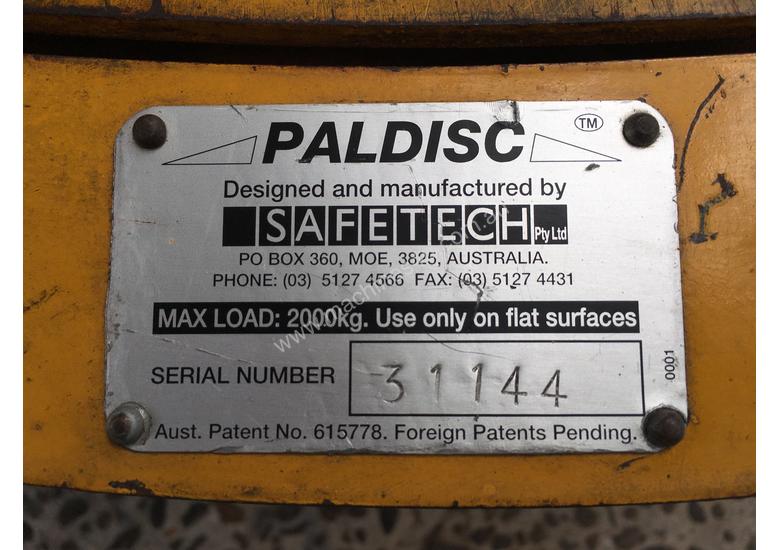 PALDISC TM
Designed and manufactured by
SAFETECH Pty Ltd
PO BOX 360, MOE, 3825, AUSTRALIA.
PHONE: (03) 5127 4566 FAX: (03) 5127 4431
MAX LOAD: 2000kg. Use only on flat surfaces
SERIAL NUMBER 31144
0001
Aust. Patent No. 615778. Foreign Patents Pending.